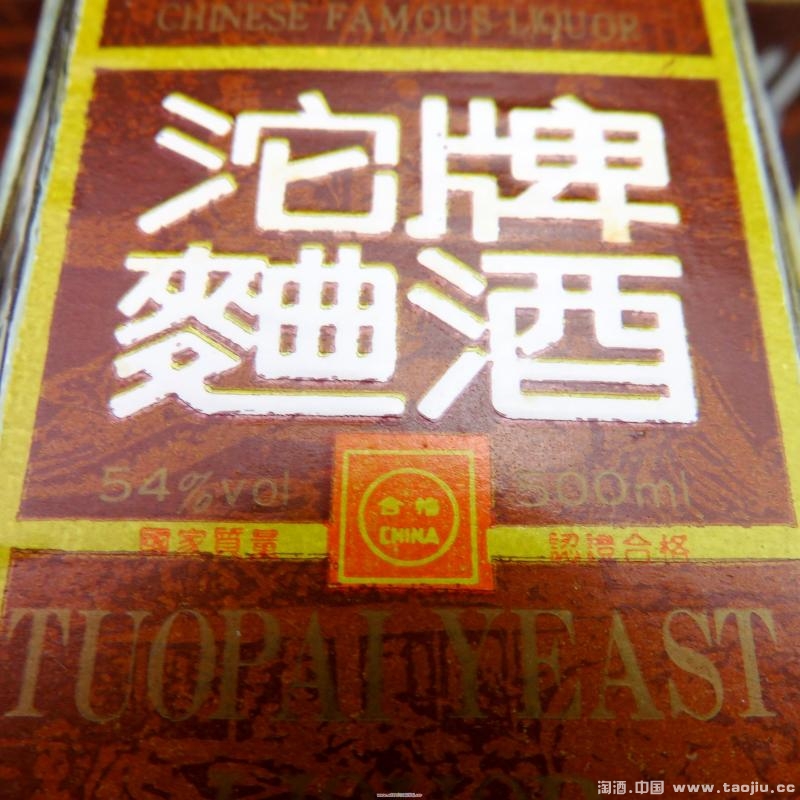 CHINESE FAMOUS LIQUOR
沱牌
麯酒
54%vol 500ml
合格
CHINA
國家質量 認證合格
TUOPAI YEAST
LIQUOR
淘酒.中国 www.taojiu.cc